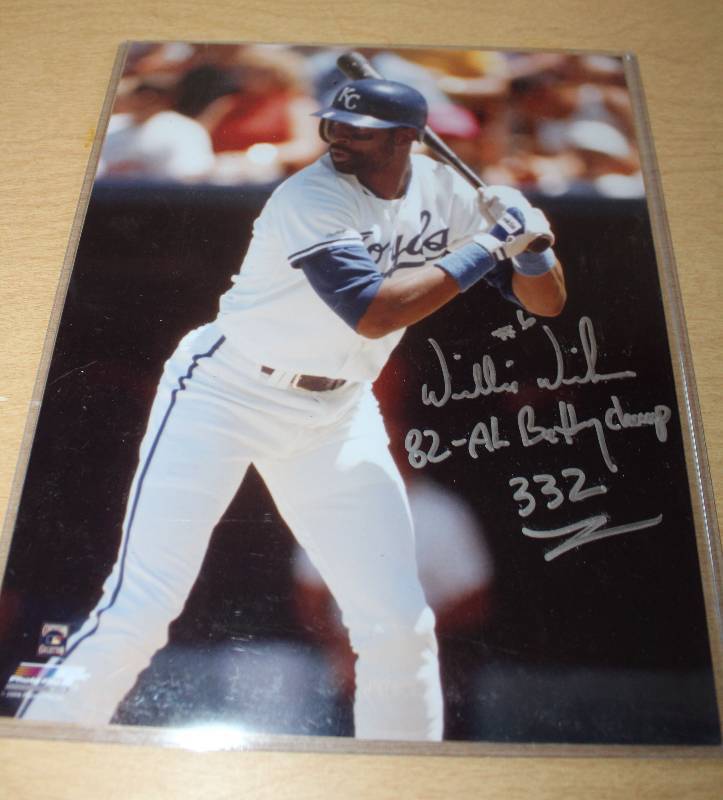 KC
Royals
#6
Willie Wilson
82-AL Batting champ
332